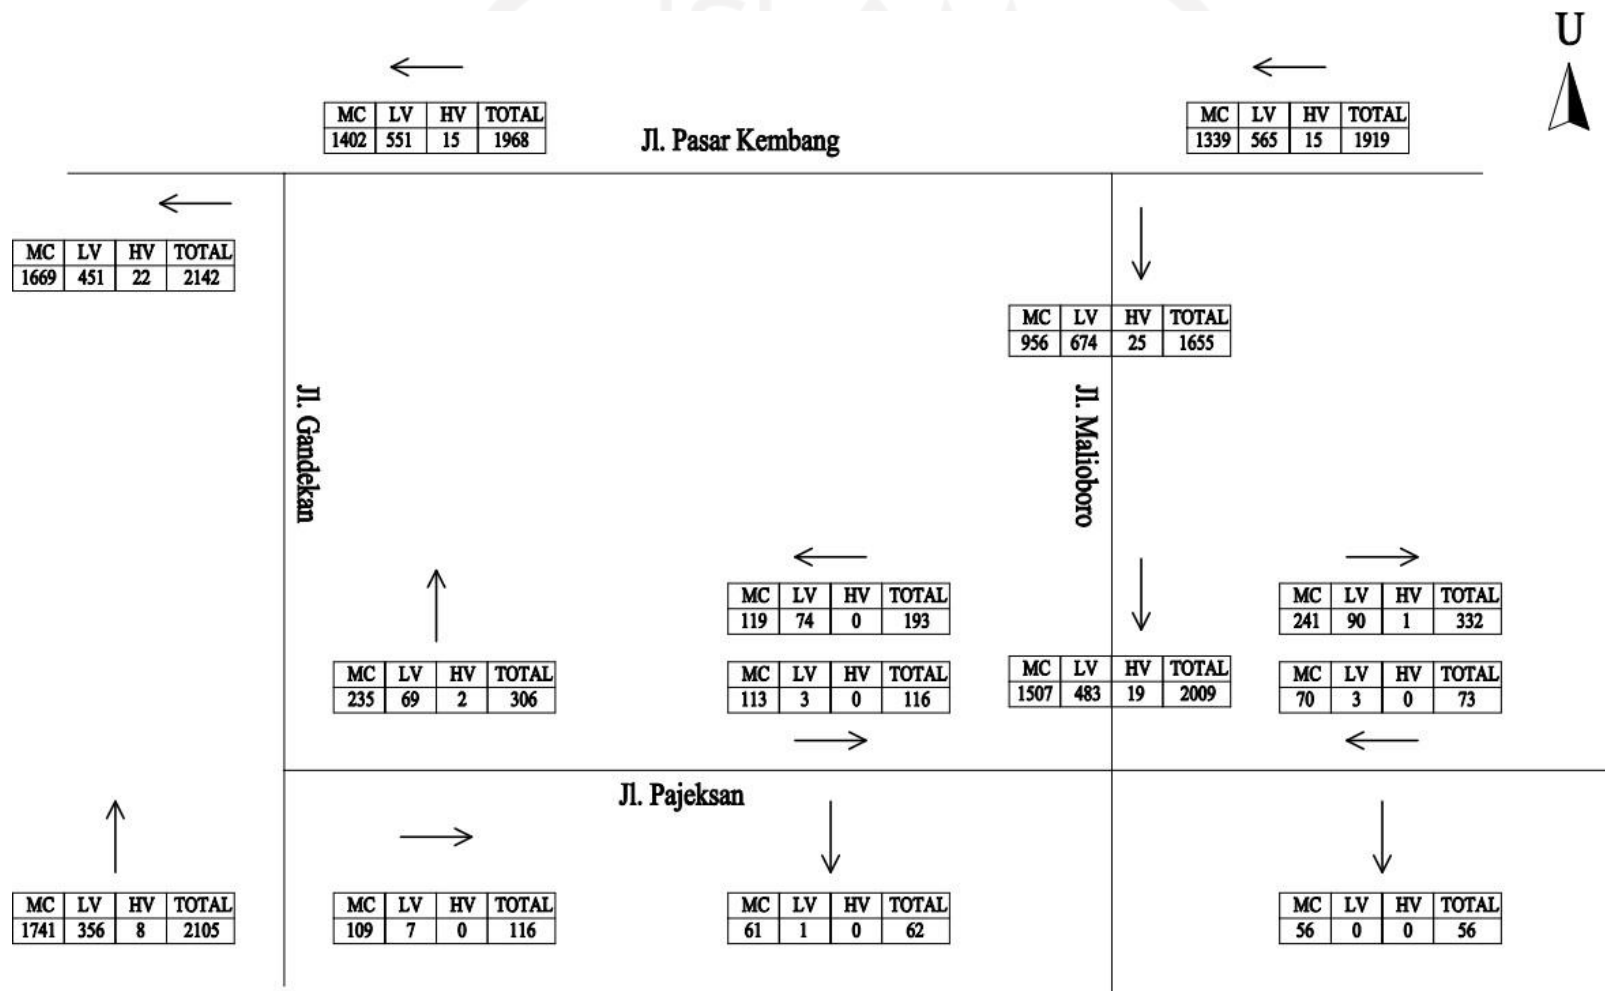 U
MC LV HV TOTAL
1402 551 15 1968
Jl. Pasar Kembang
MC LV HV TOTAL
1339 565 15 1919
MC LV HV TOTAL
1669 451 22 2142
MC LV HV TOTAL
956 674 25 1655
Jl. Gandekan
Jl. Malioboro
MC LV HV TOTAL
119 74 0 193
MC LV HV TOTAL
241 90 1 332
MC LV HV TOTAL
235 69 2 306
MC LV HV TOTAL
113 3 0 116
MC LV HV TOTAL
1507 483 19 2009
MC LV HV TOTAL
70 3 0 73
Jl. Pajeksan
MC LV HV TOTAL
1741 356 8 2105
MC LV HV TOTAL
109 7 0 116
MC LV HV TOTAL
61 1 0 62
MC LV HV TOTAL
56 0 0 56